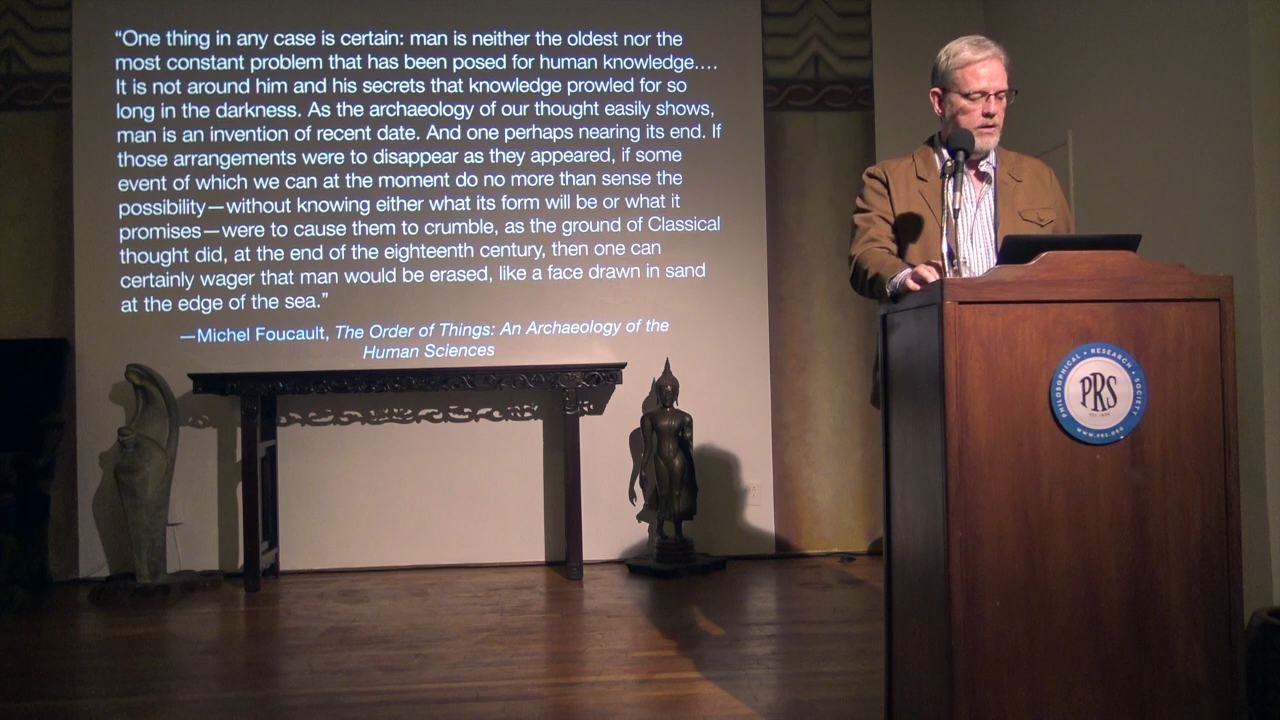 “One thing in any case is certain: man is neither the oldest nor the
most constant problem that has been posed for human knowledge....
It is not around him and his secrets that knowledge prowled for so
long in the darkness. As the archaeology of our thought easily shows,
man is an invention of recent date. And one perhaps nearing its end. If
those arrangements were to disappear as they appeared, if some
event of which we can at the moment do no more than sense the
possibility—without knowing either what its form will be or what it
promises—were to cause them to crumble, as the ground of Classical
thought did, at the end of the eighteenth century, then one can
certainly wager that man would be erased, like a face drawn in sand
at the edge of the sea.”
—Michel Foucault, The Order of Things: An Archaeology of the
Human Sciences
PHILOSOPHICAL • RESEARCH • SOCIETY
PRS
WWW.PRS.ORG